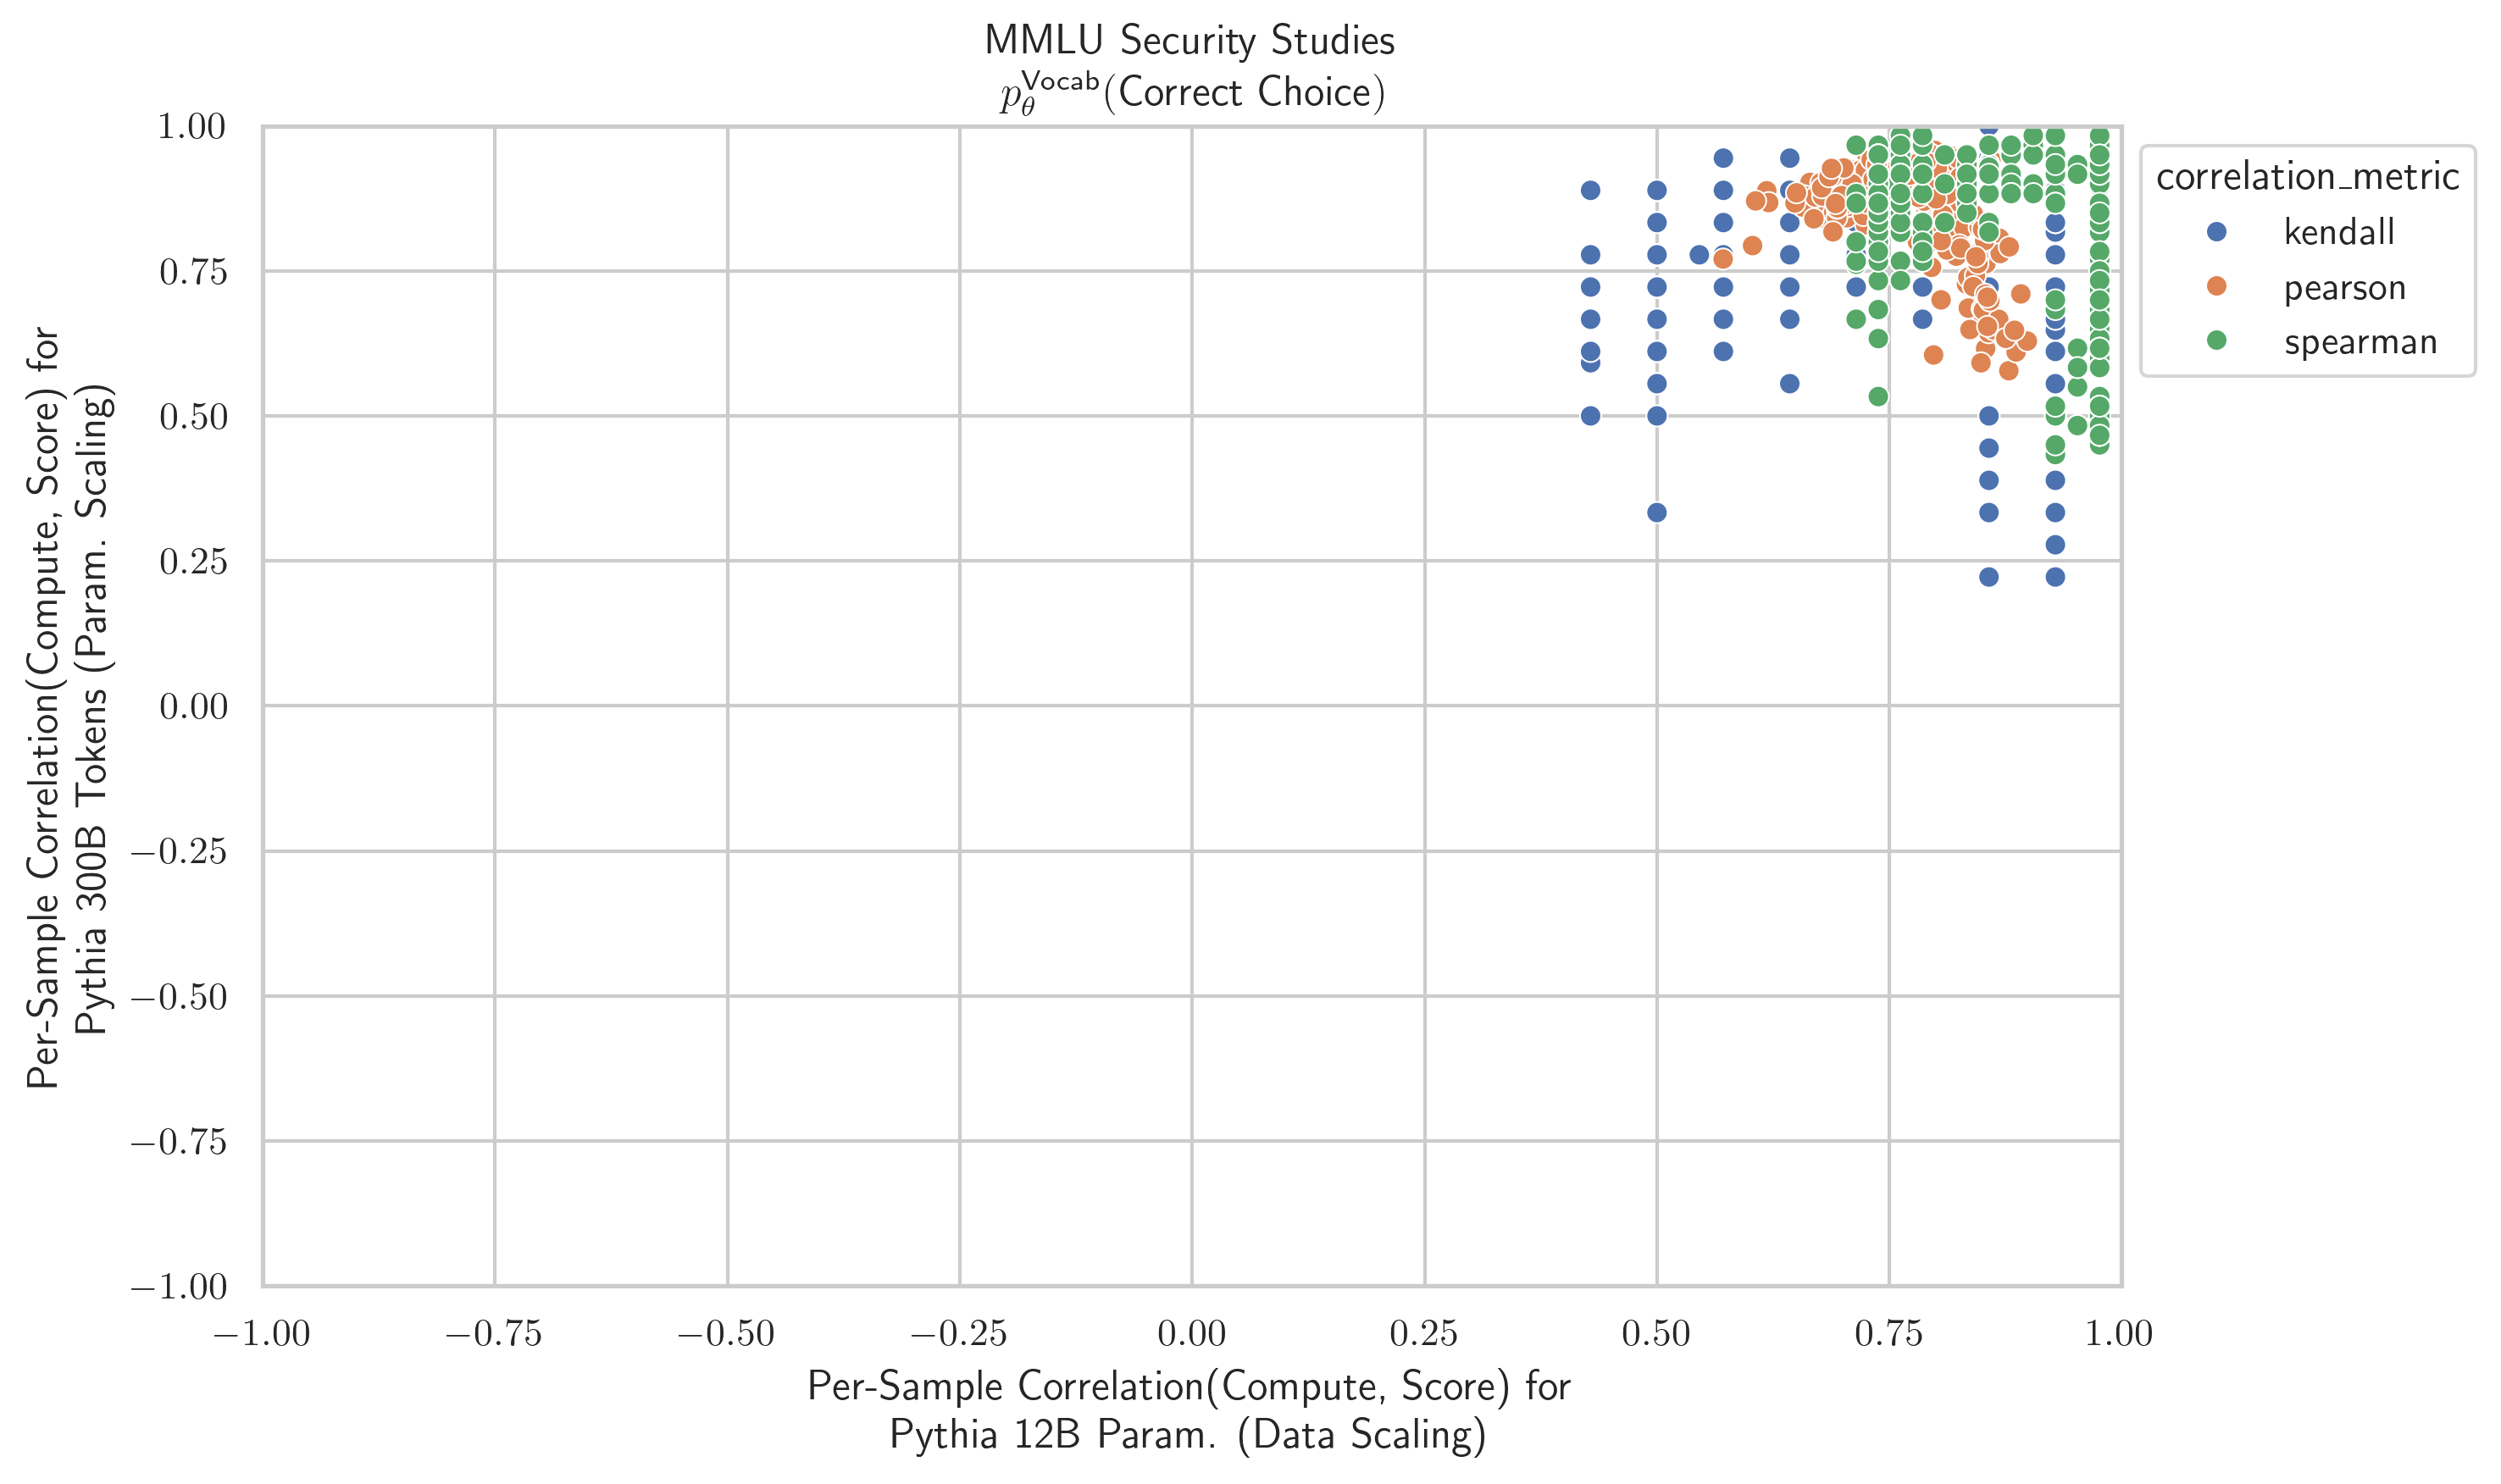 MMLU Security Studies
p_θ^Vocab(Correct Choice)
1.00
0.75
0.50
0.25
0.00
−0.25
−0.50
−0.75
−1.00
Per-Sample Correlation(Compute, Score) for
Pythia 300B Tokens (Param. Scaling)
−1.00 −0.75 −0.50 −0.25 0.00 0.25 0.50 0.75 1.00
Per-Sample Correlation(Compute, Score) for
Pythia 12B Param. (Data Scaling)
correlation_metric
kendall
pearson
spearman